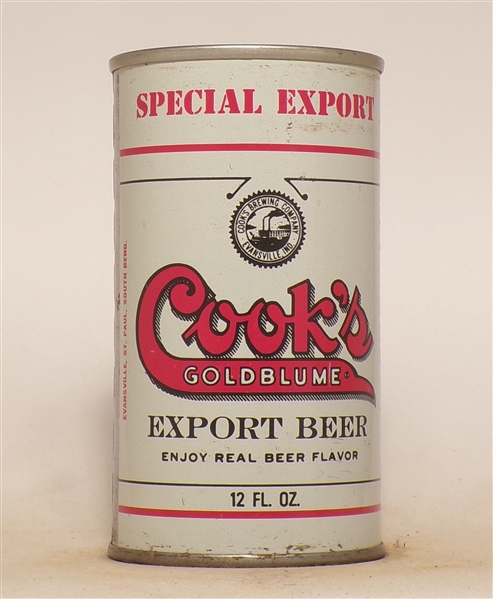 SPECIAL EXPORT
COOK'S BREWING COMPANY
EVANSVILLE, IND.
Cook's
GOLDBLUME
EXPORT BEER
ENJOY REAL BEER FLAVOR
12 FL. OZ.
EVANSVILLE, ST. PAUL, SOUTH BEND.